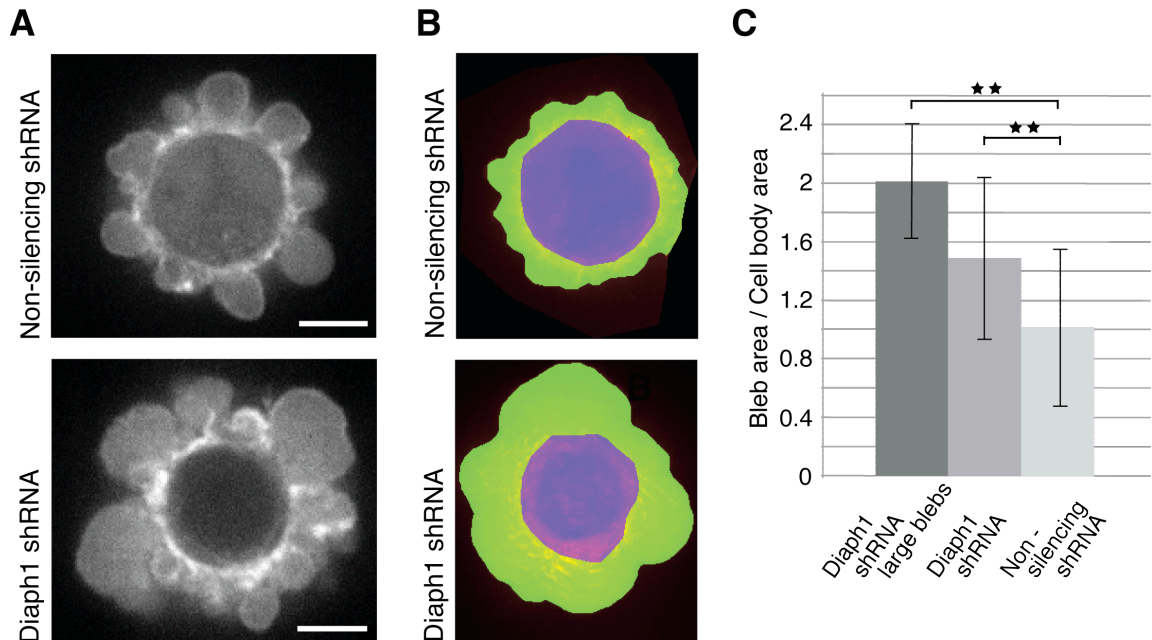 A
B
C
Non-silencing shRNA
Diaph1 shRNA
Non-silencing shRNA
Diaph1 shRNA
B
Bleb area / Cell body area
2.4
2
1.6
1.2
0.8
0.4
0
★★
★★
Diaph1
shRNA
large blebs
Diaph1
shRNA
Non -
silencing
shRNA